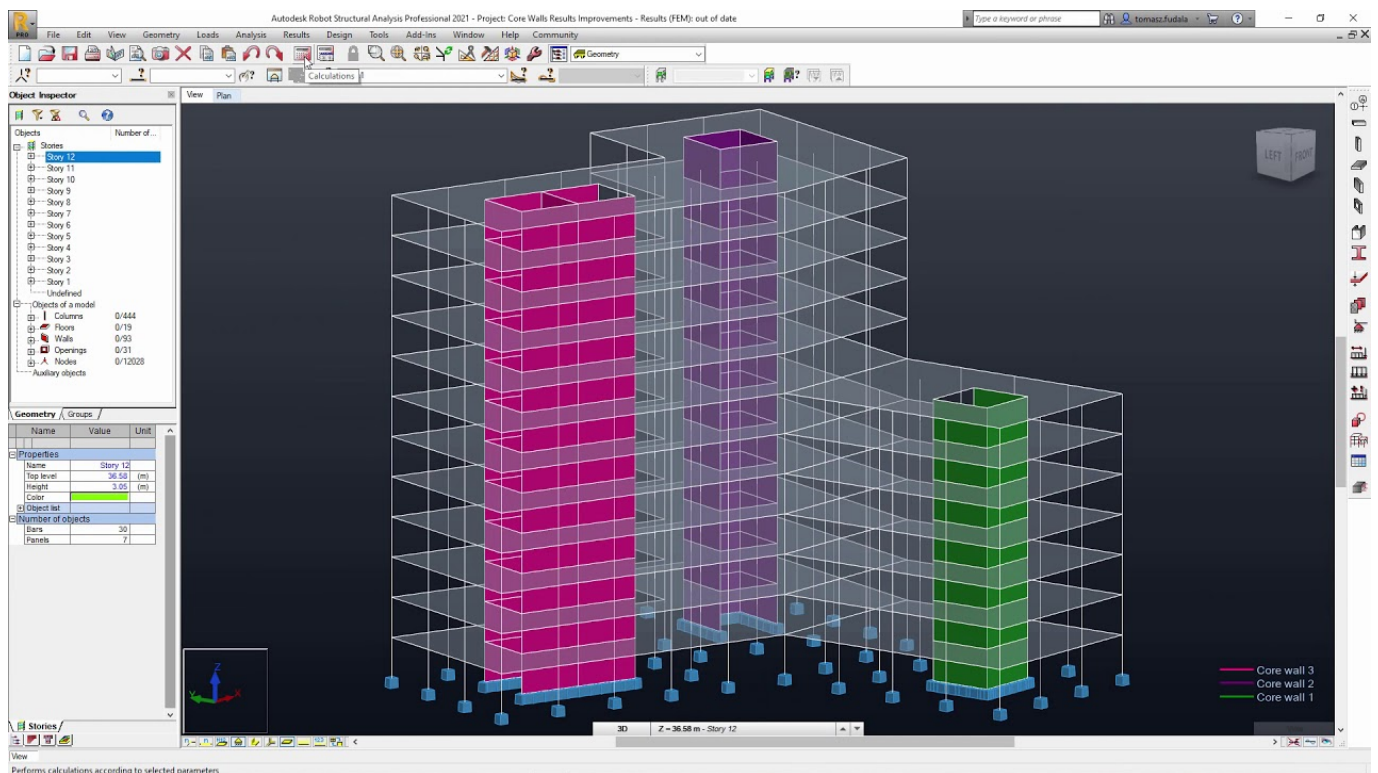 Autodesk Robot Structural Analysis Professional 2021 - Project: Core Walls Results Improvements - Results (FEM): out of date
Type a keyword or phrase
tomasz.fudala
PRO File Edit View Geometry Loads Analysis Results Design Tools Add-Ins Window Help Community
Geometry
Calculations
Object Inspector
View Plan
Objects Number of...
Stories
Story 12
Story 11
Story 10
Story 9
Story 8
Story 7
Story 6
Story 5
Story 4
Story 3
Story 2
Story 1
Undefined
Objects of a model
Columns 0/444
Floors 0/19
Walls 0/93
Openings 0/31
Nodes 0/12028
Auxiliary objects
Geometry Groups
Name Value Unit
Properties
Name Story 12
Top level 36.58 (m)
Height 3.05 (m)
Color
Object list
Number of objects
Bars 30
Panels 7
LEFT FRONT
Z
Y X
Core wall 3
Core wall 2
Core wall 1
Stories
3D Z = 36.58 m - Story 12
View
Performs calculations according to selected parameters